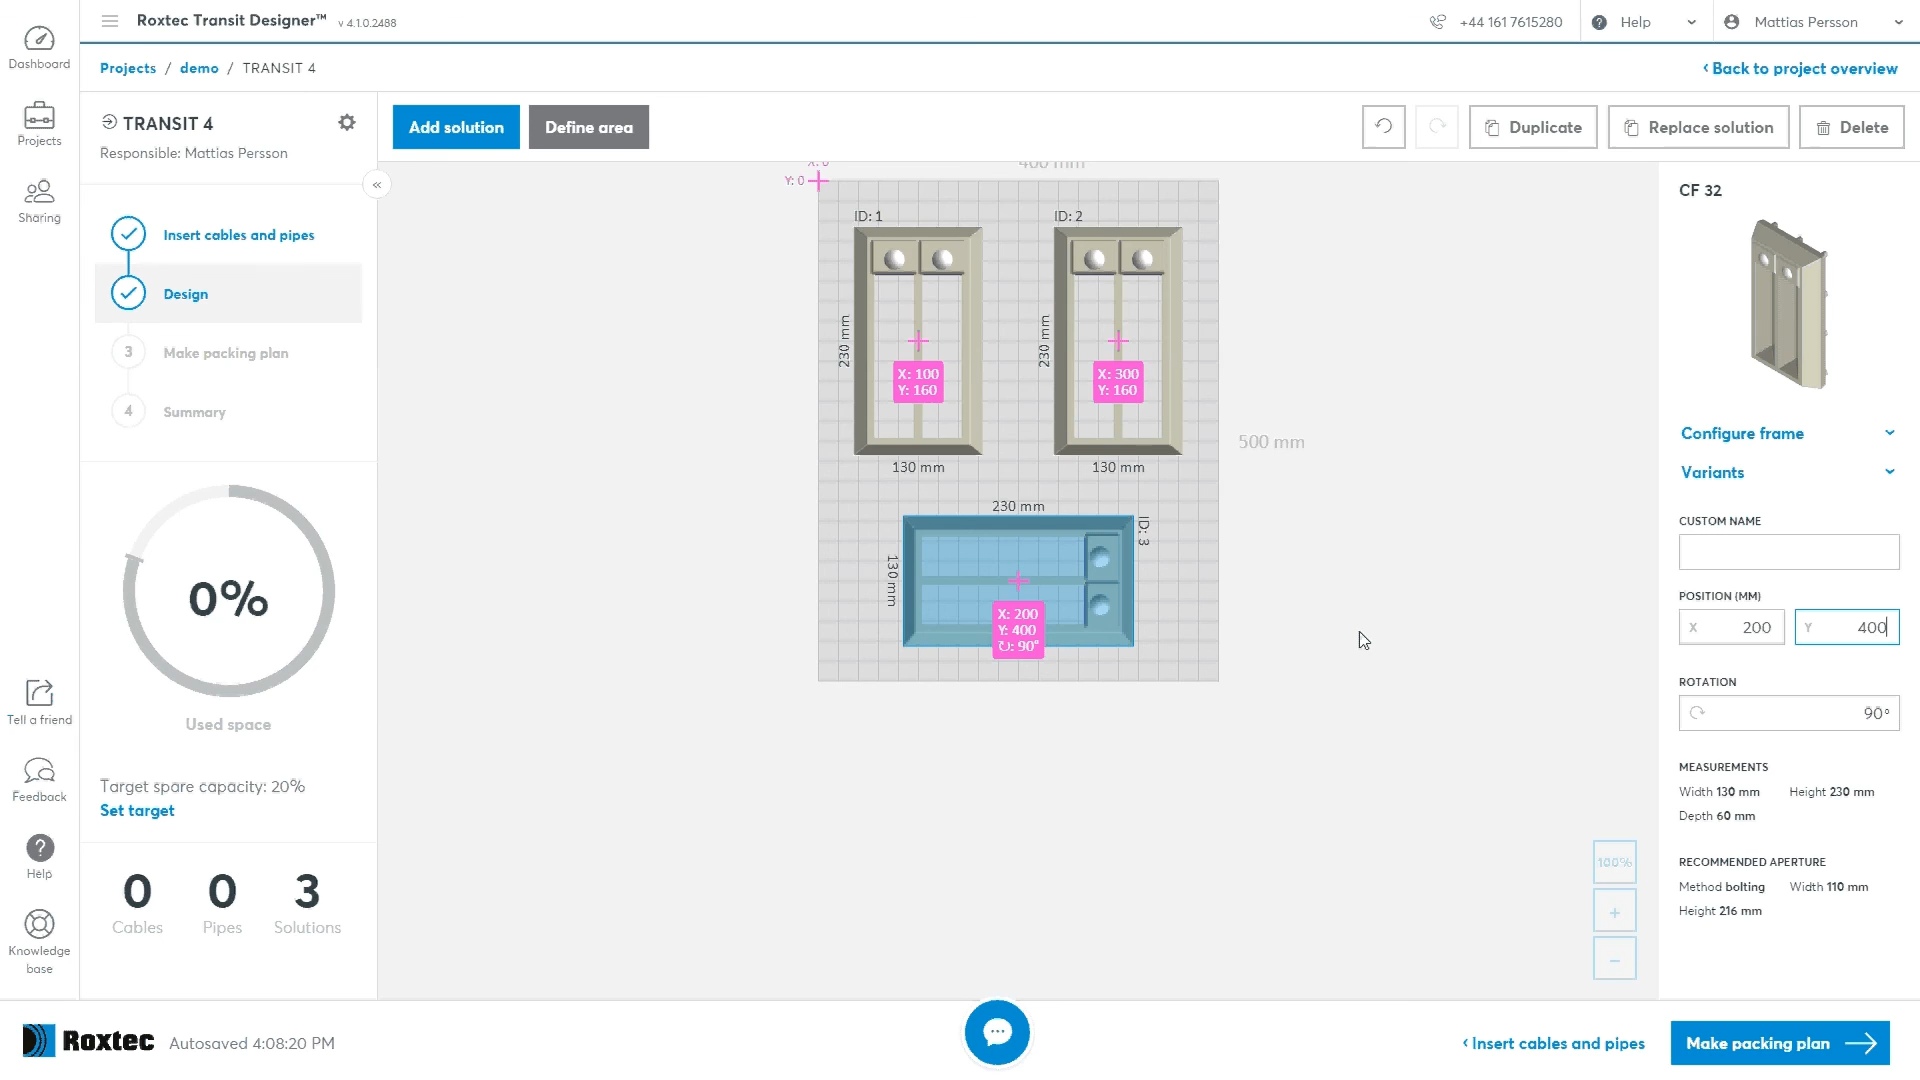 Roxtec Transit Designer™ v 4.1.0.2488
+44 161 7615280
Help
Mattias Persson
Dashboard
Projects
Sharing
Tell a friend
Feedback
Help
Knowledge
base
Projects / demo / TRANSIT 4
‹ Back to project overview
TRANSIT 4
Responsible: Mattias Persson
«
Insert cables and pipes
Design
3 Make packing plan
4 Summary
0%
Used space
Target spare capacity: 20%
Set target
0 Cables
0 Pipes
3 Solutions
Add solution
Define area
Duplicate
Replace solution
Delete
400 mm
X: 0
Y: 0
ID: 1
230 mm
X: 100
Y: 160
130 mm
ID: 2
230 mm
X: 300
Y: 160
130 mm
500 mm
230 mm
ID: 3
130 mm
X: 200
Y: 400
↻: 90°
100%
+
−
CF 32
Configure frame
Variants
CUSTOM NAME
POSITION (MM)
X 200
Y 400
ROTATION
90°
MEASUREMENTS
Width 130 mm Height 230 mm
Depth 60 mm
RECOMMENDED APERTURE
Method bolting Width 110 mm
Height 216 mm
Roxtec
Autosaved 4:08:20 PM
‹ Insert cables and pipes
Make packing plan